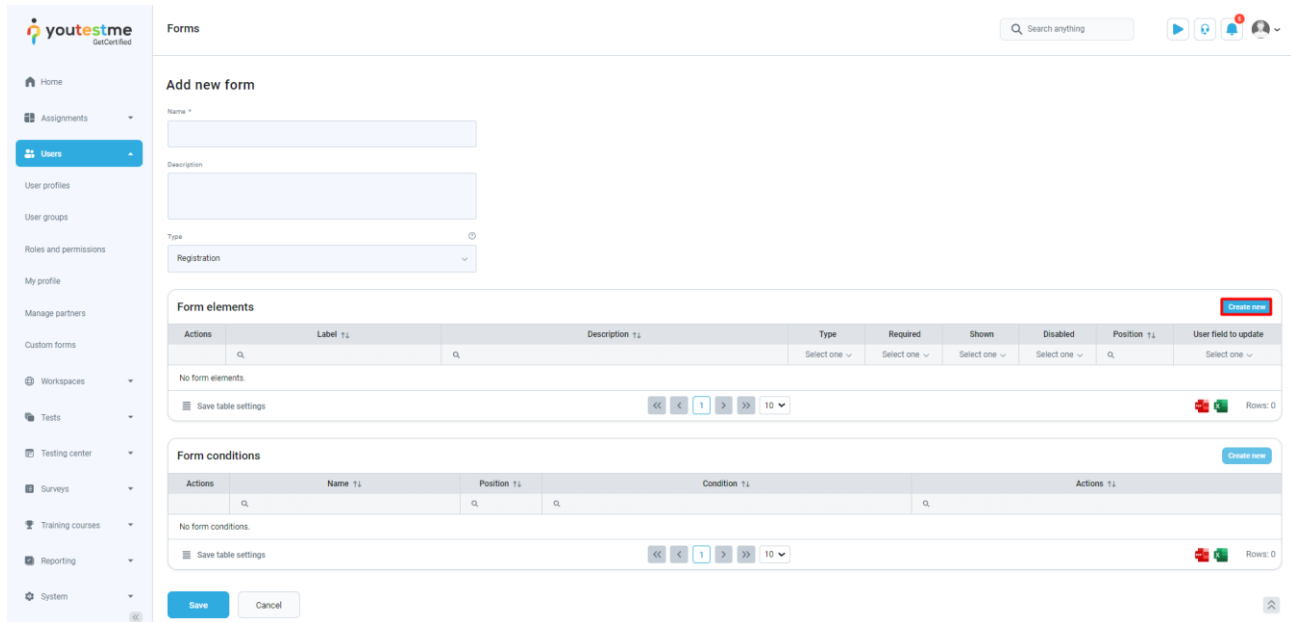 youtestme
GetCertified
Forms
Search anything
Home
Assignments
Users
User profiles
User groups
Roles and permissions
My profile
Manage partners
Custom forms
Workspaces
Tests
Testing center
Surveys
Training courses
Reporting
System
Add new form
Name *
Description
Type
Registration
Form elements
Create new
Actions Label Description Type Required Shown Disabled Position User field to update
Select one Select one Select one Select one Select one
No form elements.
Save table settings << < 1 > >> 10 Rows: 0
Form conditions
Create new
Actions Name Position Condition Actions
No form conditions.
Save table settings << < 1 > >> 10 Rows: 0
Save Cancel